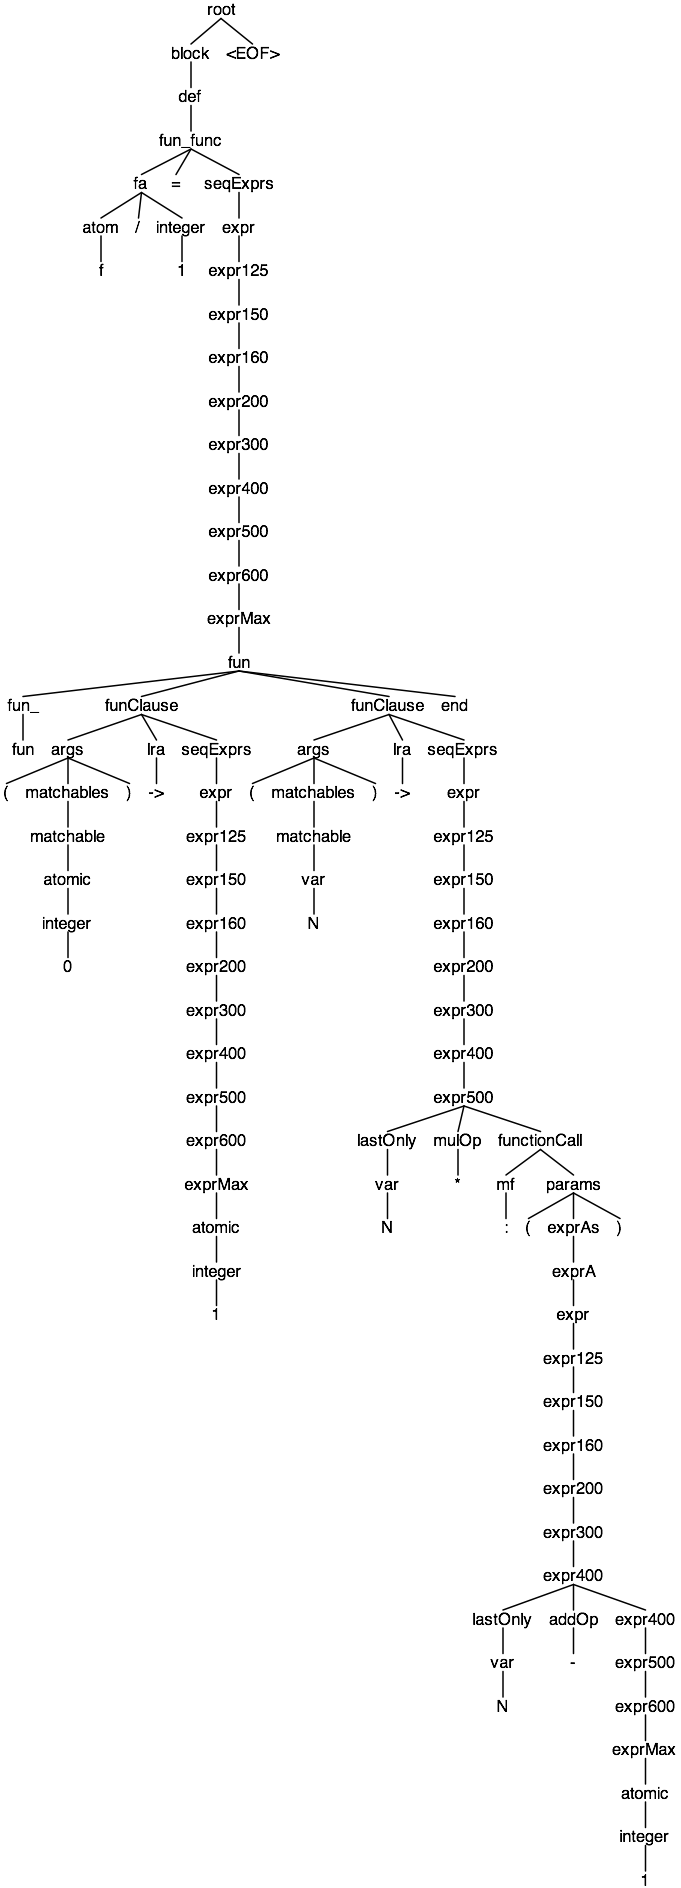 root
block <EOF>
def
fun_func
fa = seqExprs
atom / integer expr
f 1 expr125
expr150
expr160
expr200
expr300
expr400
expr500
expr600
exprMax
fun
fun_ funClause funClause end
fun args lra seqExprs args lra seqExprs
( matchables ) -> expr ( matchables ) -> expr
matchable expr125 matchable expr125
atomic expr150 var expr150
integer expr160 N expr160
0 expr200 expr200
expr300 expr300
expr400 expr400
expr500 expr500
expr600 lastOnly mulOp functionCall
exprMax var * mf params
atomic N : ( exprAs )
integer exprA
1 expr
expr125
expr150
expr160
expr200
expr300
expr400
lastOnly addOp expr400
var - expr500
N expr600
exprMax
atomic
integer
1